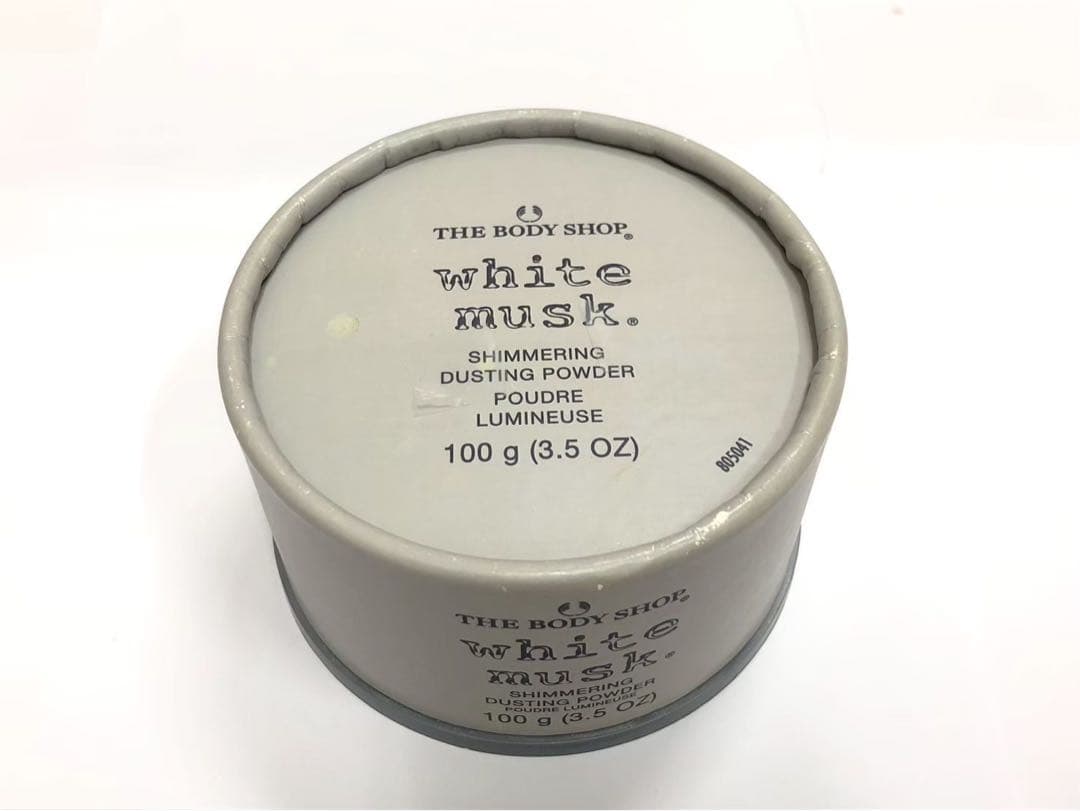 THE BODY SHOP®
white
musk®
SHIMMERING
DUSTING POWDER
POUDRE
LUMINEUSE
100 g (3.5 OZ)
805041
THE BODY SHOP®
white
musk®
SHIMMERING
DUSTING POWDER
POUDRE LUMINEUSE
100 g (3.5 OZ)